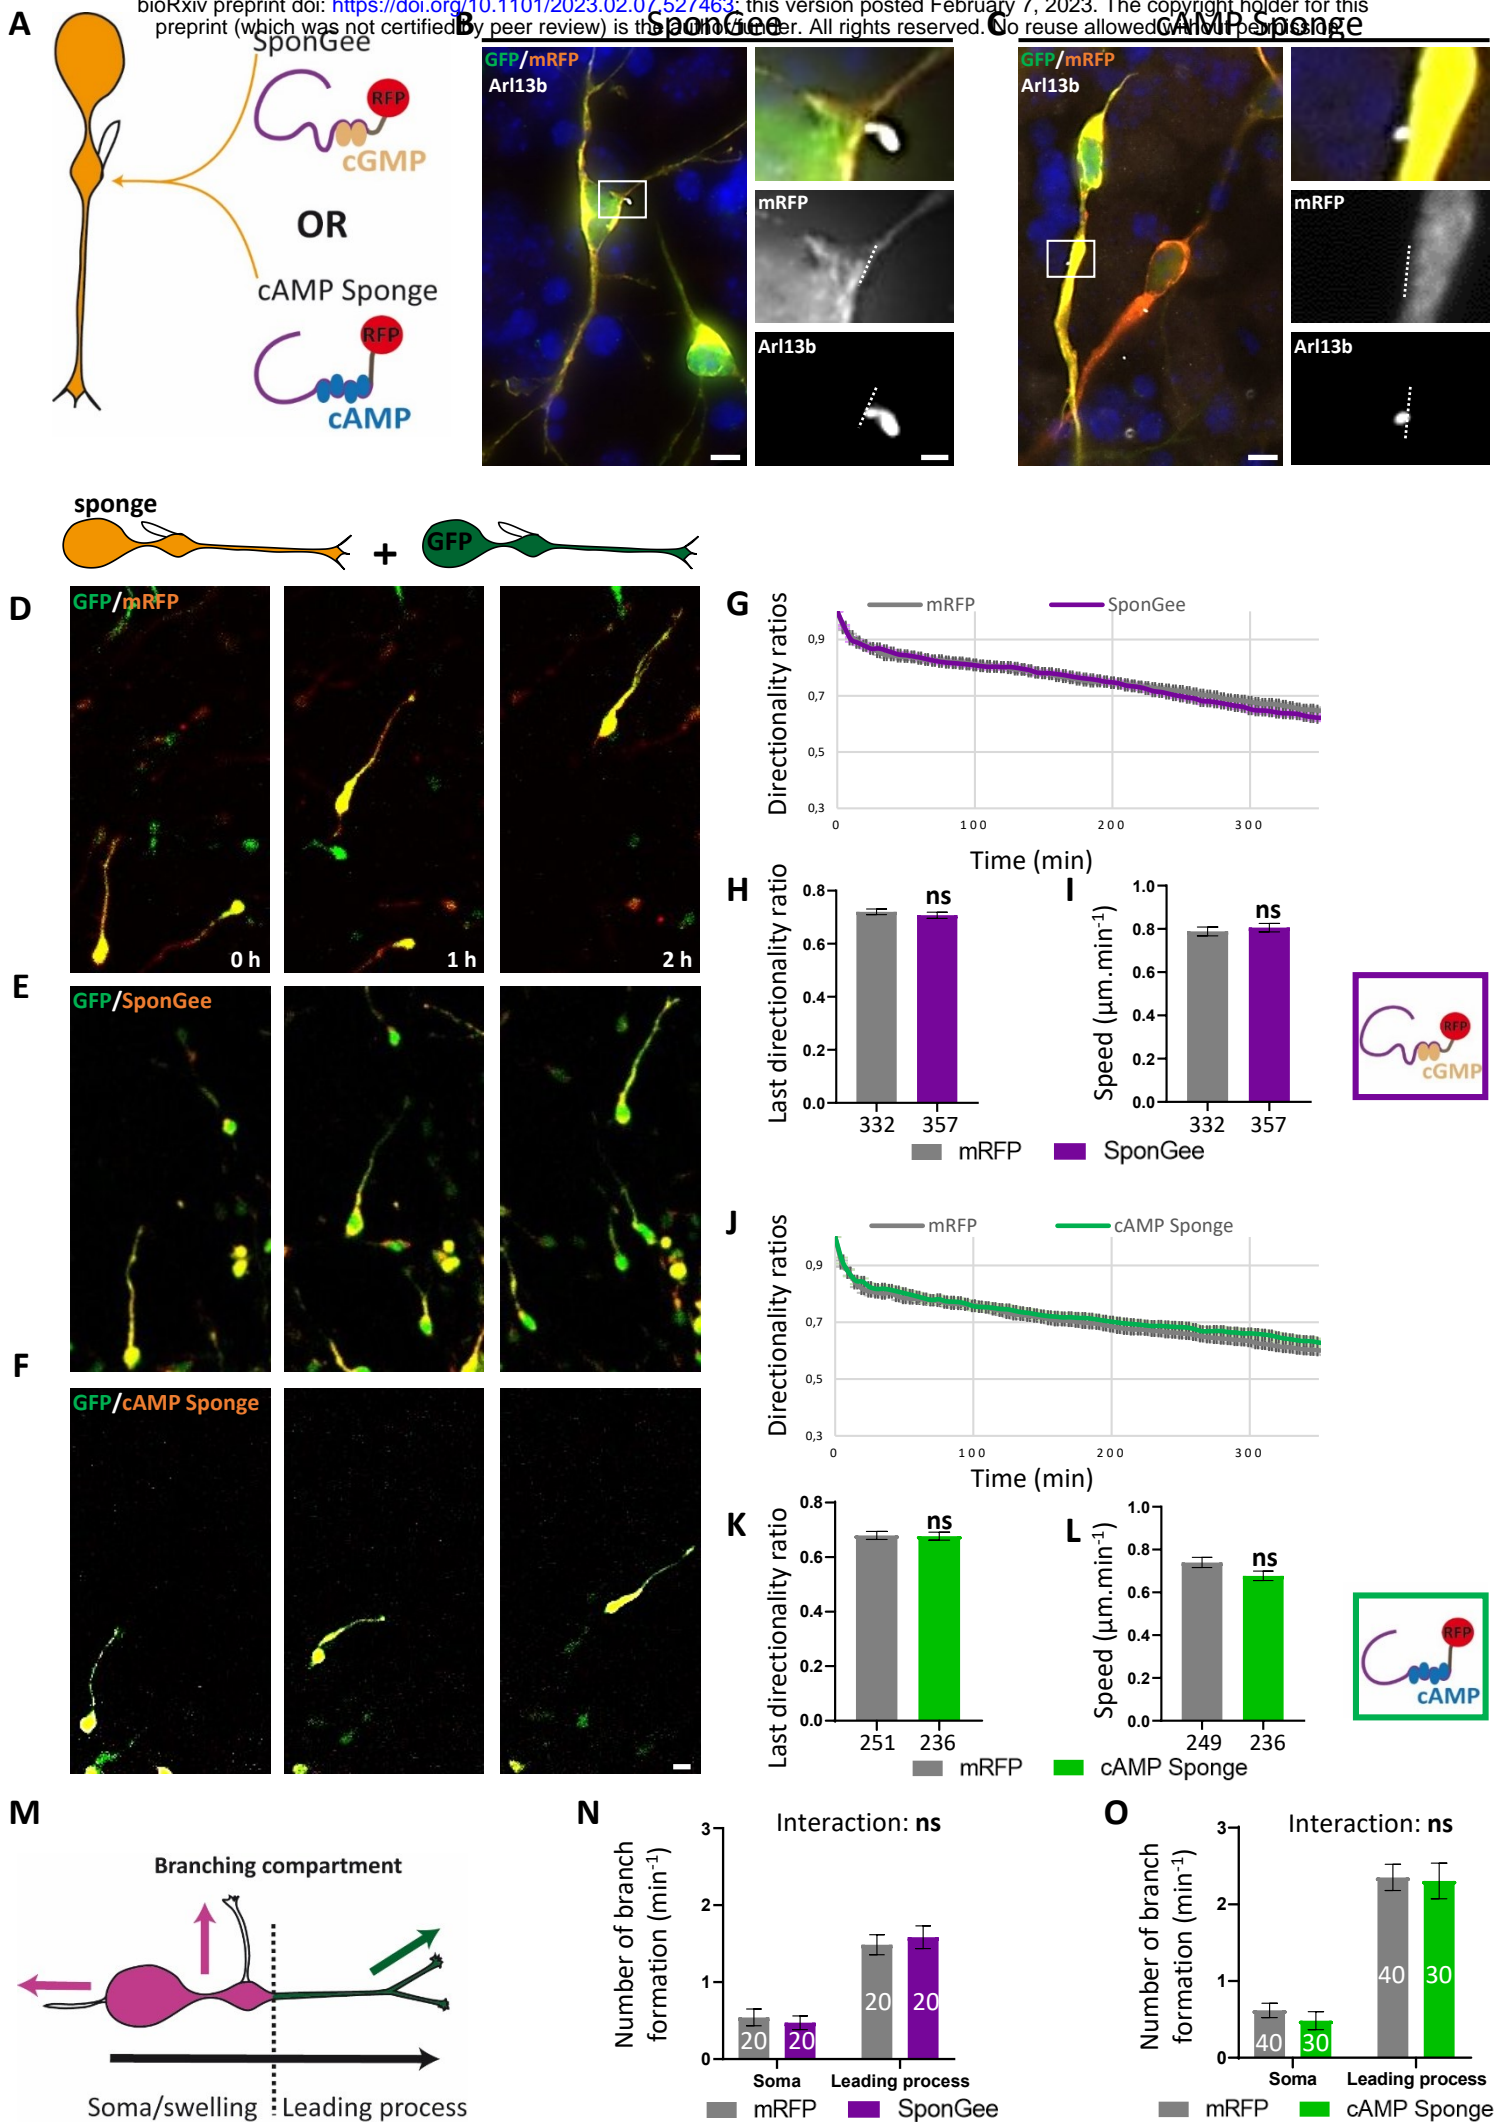 bioRxiv preprint doi: https://doi.org/10.1101/2023.02.07.527463; this version posted February 7, 2023. The copyright holder for this
preprint (which was not certified by peer review) is the author/funder. All rights reserved. No reuse allowed without permission.
A
SponGee
RFP
cGMP
OR
cAMP Sponge
RFP
cAMP
B
SponGee
GFP/mRFP
Arl13b
mRFP
Arl13b
C
cAMP Sponge
GFP/mRFP
Arl13b
mRFP
Arl13b
sponge
+
GFP
D
GFP/mRFP
0 h
1 h
2 h
E
GFP/SponGee
F
GFP/cAMP Sponge
G
mRFP
SponGee
Directionality ratios
0,9
0,7
0,5
0,3
0
100
200
300
Time (min)
H
Last directionality ratio
0.8
0.6
0.4
0.2
0.0
ns
332
357
I
Speed (µm.min-1)
1.0
0.8
0.6
0.4
0.2
0.0
ns
332
357
mRFP
SponGee
RFP
cGMP
J
mRFP
cAMP Sponge
Directionality ratios
0,9
0,7
0,5
0,3
0
100
200
300
Time (min)
K
Last directionality ratio
0.8
0.6
0.4
0.2
0.0
ns
251
236
L
Speed (µm.min-1)
1.0
0.8
0.6
0.4
0.2
0.0
ns
249
236
mRFP
cAMP Sponge
RFP
cAMP
M
Branching compartment
Soma/swelling
Leading process
N
Interaction: ns
Number of branch
formation (min-1)
3
2
1
0
20
20
20
20
Soma
Leading process
mRFP
SponGee
O
Interaction: ns
Number of branch
formation (min-1)
3
2
1
0
40
30
40
30
Soma
Leading process
mRFP
cAMP Sponge